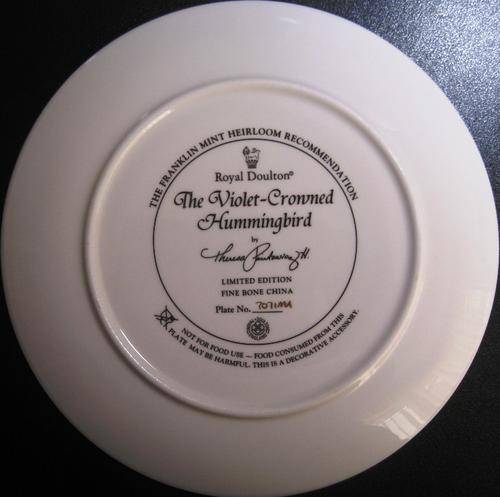 THE FRANKLIN MINT HEIRLOOM RECOMMENDATION
Royal Doulton®
The Violet-Crowned
Hummingbird
by
LIMITED EDITION
FINE BONE CHINA
Plate No. 7071MA
NOT FOR FOOD USE — FOOD CONSUMED FROM THIS
PLATE MAY BE HARMFUL. THIS IS A DECORATIVE ACCESSORY.